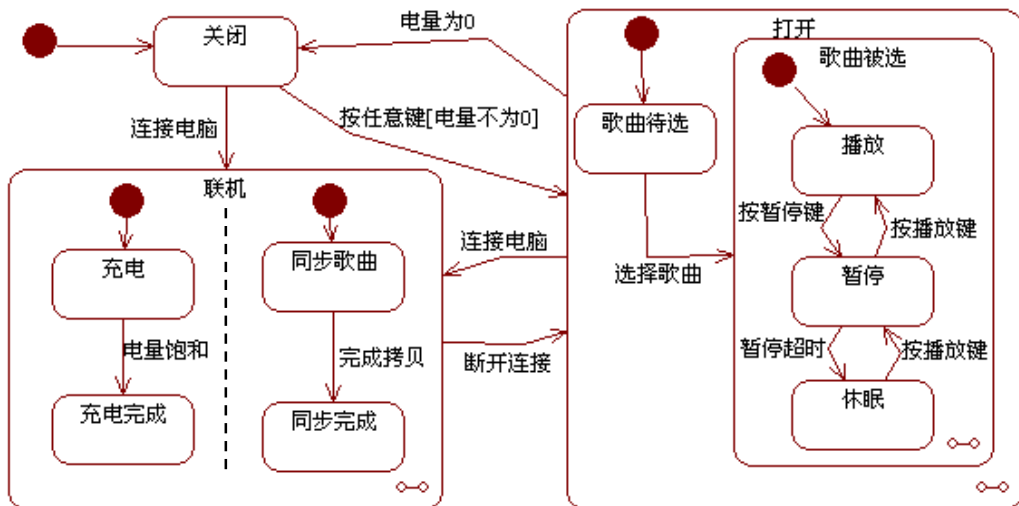 关闭
电量为0
打开
歌曲被选
连接电脑
按任意键[电量不为0]
歌曲待选
播放
联机
按暂停键
按播放键
充电
同步歌曲
连接电脑
选择歌曲
暂停
电量饱和
完成拷贝
断开连接
暂停超时
按播放键
充电完成
同步完成
休眠